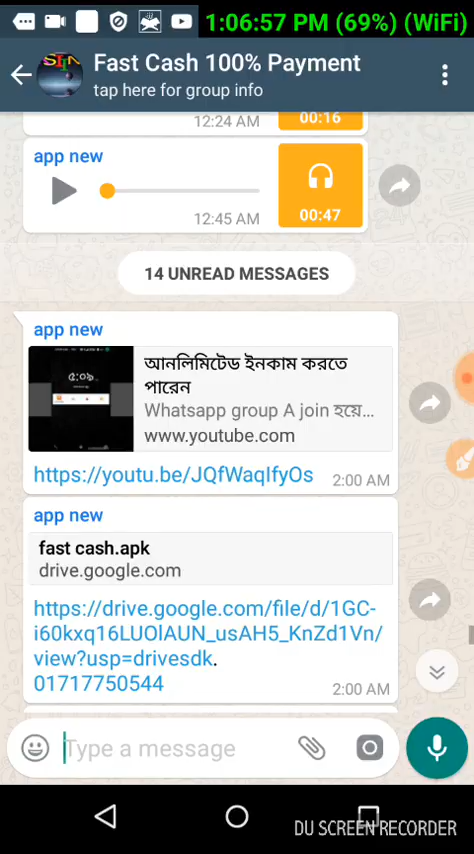 1:06:57 PM (69%) (WiFi)
Fast Cash 100% Payment
tap here for group info
12:24 AM
00:16
app new
12:45 AM
00:47
14 UNREAD MESSAGES
app new
আনলিমিটেড ইনকাম করতে
পারেন
Whatsapp group A join হয়ে...
www.youtube.com
https://youtu.be/JQfWaqIfyOs
2:00 AM
app new
fast cash.apk
drive.google.com
https://drive.google.com/file/d/1GC-
i60kxq16LUOlAUN_usAH5_KnZd1Vn/
view?usp=drivesdk.
01717750544
2:00 AM
Type a message
DU SCREEN RECORDER